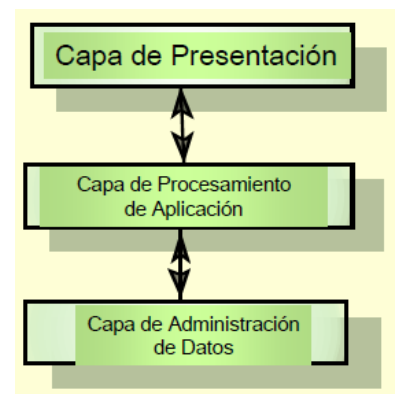 Capa de Presentación
Capa de Procesamiento
de Aplicación
Capa de Administración
de Datos